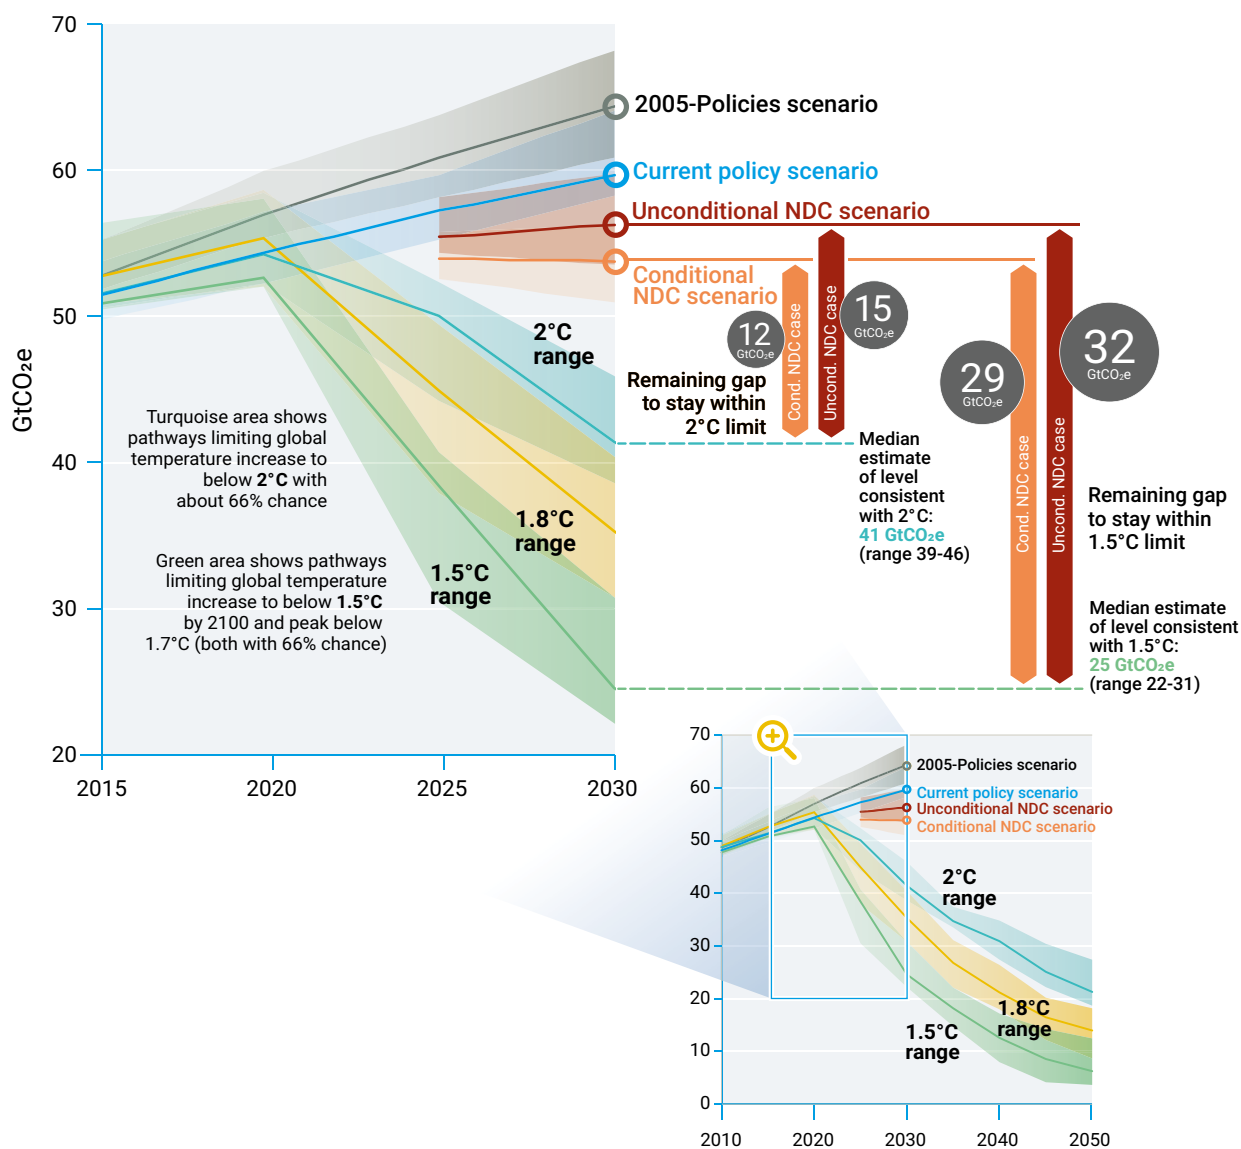 70
60
50
40
30
20
GtCO₂e
2015
2020
2025
2030
2005-Policies scenario
Current policy scenario
Unconditional NDC scenario
Conditional
NDC scenario
2°C
range
1.8°C
range
1.5°C
range
Turquoise area shows
pathways limiting global
temperature increase to
below 2°C with
about 66% chance
Green area shows pathways
limiting global temperature
increase to below 1.5°C
by 2100 and peak below
1.7°C (both with 66% chance)
12
GtCO₂e
Cond. NDC case
Uncond. NDC case
15
GtCO₂e
Remaining gap
to stay within
2°C limit
Median
estimate
of level
consistent
with 2°C:
41 GtCO₂e
(range 39-46)
29
GtCO₂e
Cond. NDC case
Uncond. NDC case
32
GtCO₂e
Remaining gap
to stay within
1.5°C limit
Median estimate
of level consistent
with 1.5°C:
25 GtCO₂e
(range 22-31)
70
60
50
40
30
20
10
0
2010
2020
2030
2040
2050
2005-Policies scenario
Current policy scenario
Unconditional NDC scenario
Conditional NDC scenario
2°C
range
1.8°C
range
1.5°C
range